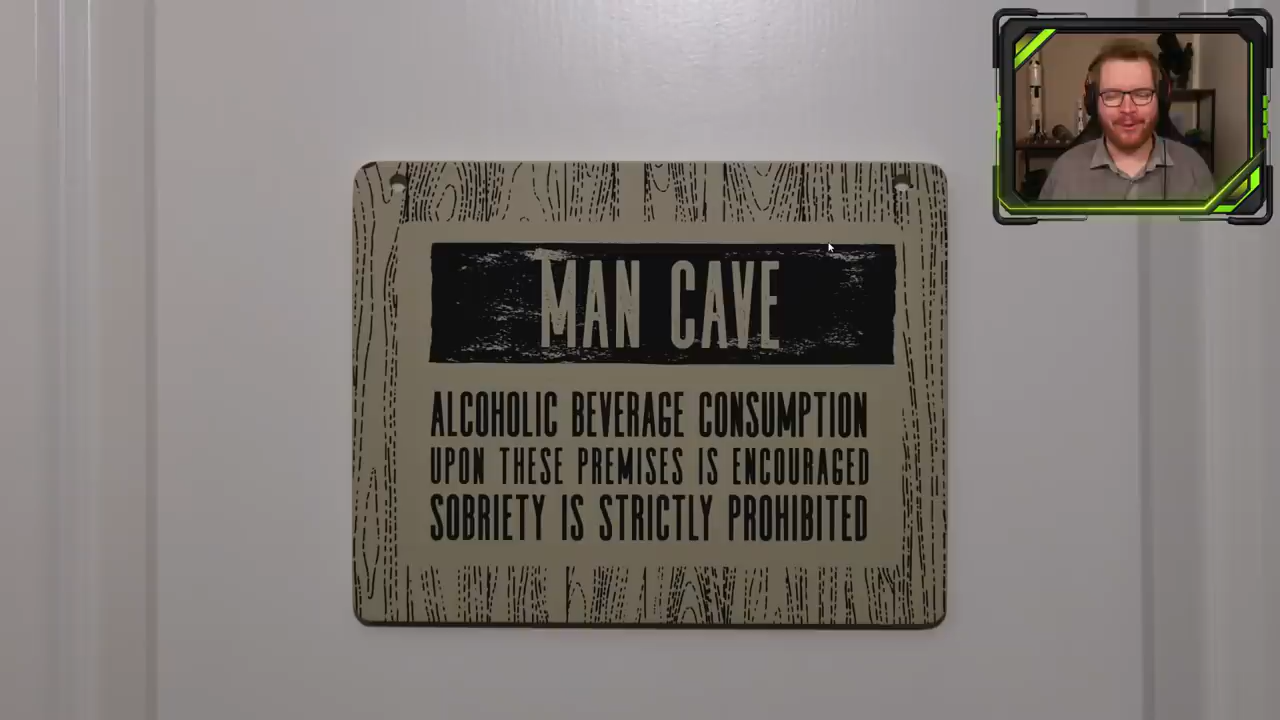 MAN CAVE
ALCOHOLIC BEVERAGE CONSUMPTION
UPON THESE PREMISES IS ENCOURAGED
SOBRIETY IS STRICTLY PROHIBITED